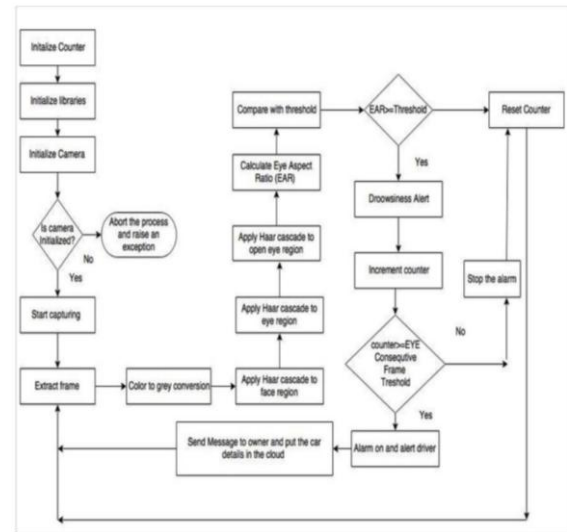 Initalize Counter
Initialize libraries
Initialize Camera
Is camera
Initialized?
Abort the process
and raise an
exception
No
Yes
Start capturing
Extract frame
Color to grey conversion
Apply Haar cascade to
face region
Apply Haar cascade to
eye region
Apply Haar cascade to
open eye region
Calculate Eye Aspect
Ratio (EAR)
Compare with threshold
EAR>=Threshold
Reset Counter
Yes
Droowsiness Alert
Increment counter
Stop the alarm
counter>=EYE
Consequtive
Frame
Treshold
No
Yes
Alarm on and alert driver
Send Message to owner and put the car
details in the cloud